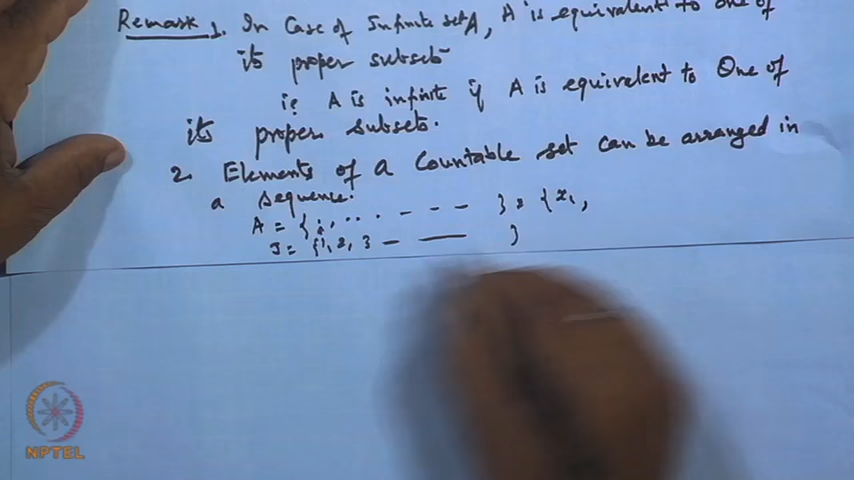 Remark 1. In Case of Infinite set A, A is equivalent to one of
its proper subsets
ie A is infinite if A is equivalent to One of
its proper subsets.
2. Elements of a Countable set can be arranged in
a sequence.
A = { ., . . . - - - - } = { x1,
J = { 1, 2, 3 - — }
NPTEL